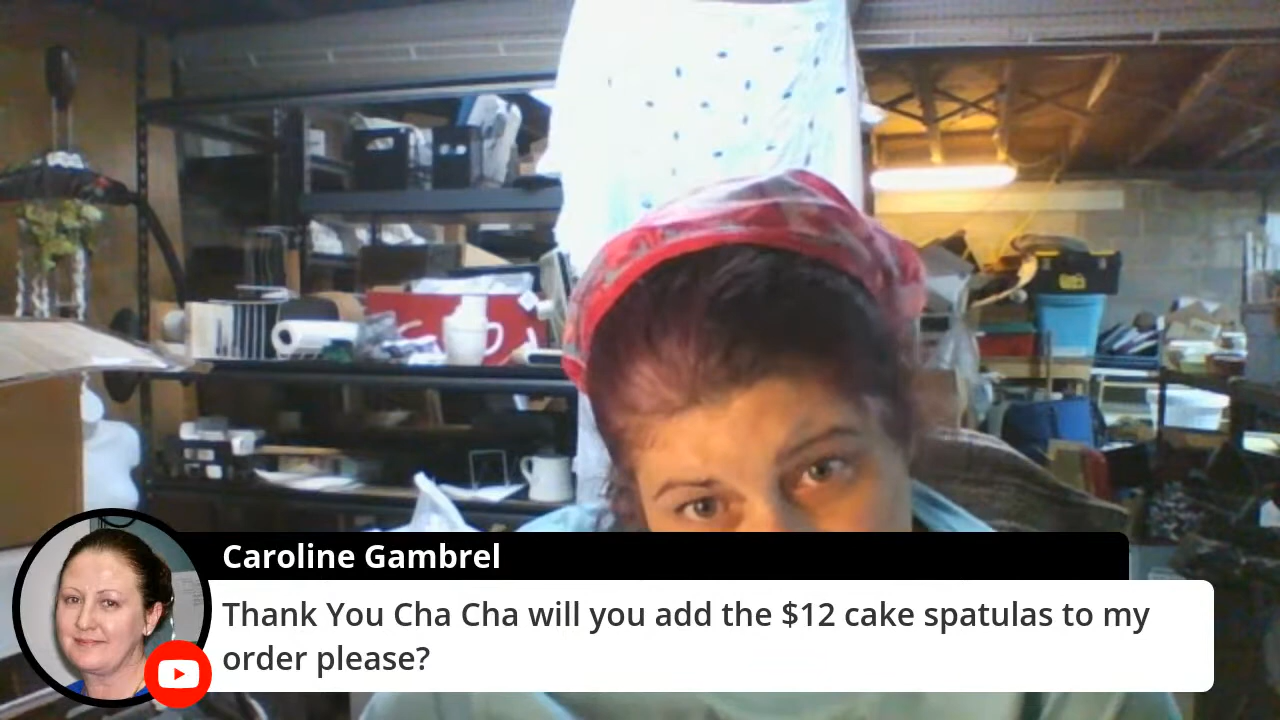 Caroline Gambrel
Thank You Cha Cha will you add the $12 cake spatulas to my
order please?